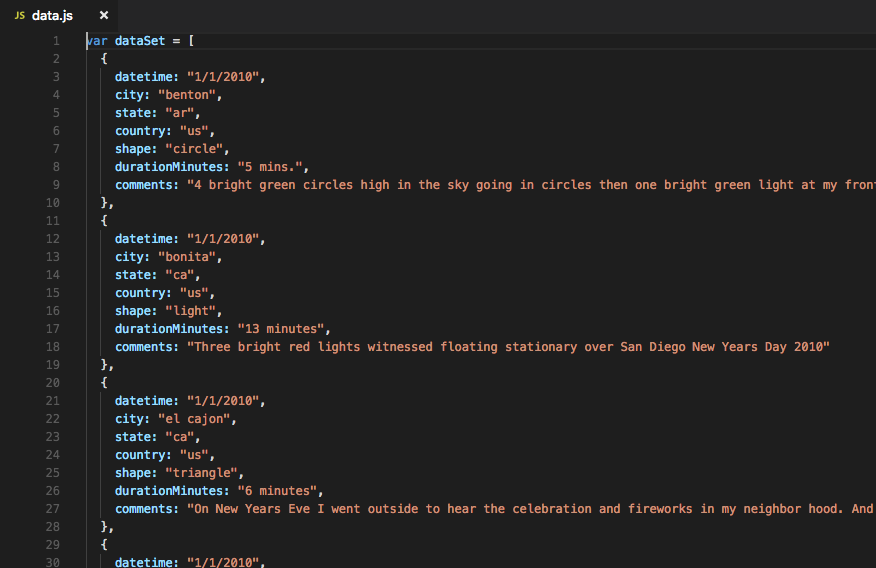 JS data.js ×
1 var dataSet = [
2 {
3 datetime: "1/1/2010",
4 city: "benton",
5 state: "ar",
6 country: "us",
7 shape: "circle",
8 durationMinutes: "5 mins.",
9 comments: "4 bright green circles high in the sky going in circles then one bright green light at my fron
10 },
11 {
12 datetime: "1/1/2010",
13 city: "bonita",
14 state: "ca",
15 country: "us",
16 shape: "light",
17 durationMinutes: "13 minutes",
18 comments: "Three bright red lights witnessed floating stationary over San Diego New Years Day 2010"
19 },
20 {
21 datetime: "1/1/2010",
22 city: "el cajon",
23 state: "ca",
24 country: "us",
25 shape: "triangle",
26 durationMinutes: "6 minutes",
27 comments: "On New Years Eve I went outside to hear the celebration and fireworks in my neighbor hood. And
28 },
29 {
30 datetime: "1/1/2010",